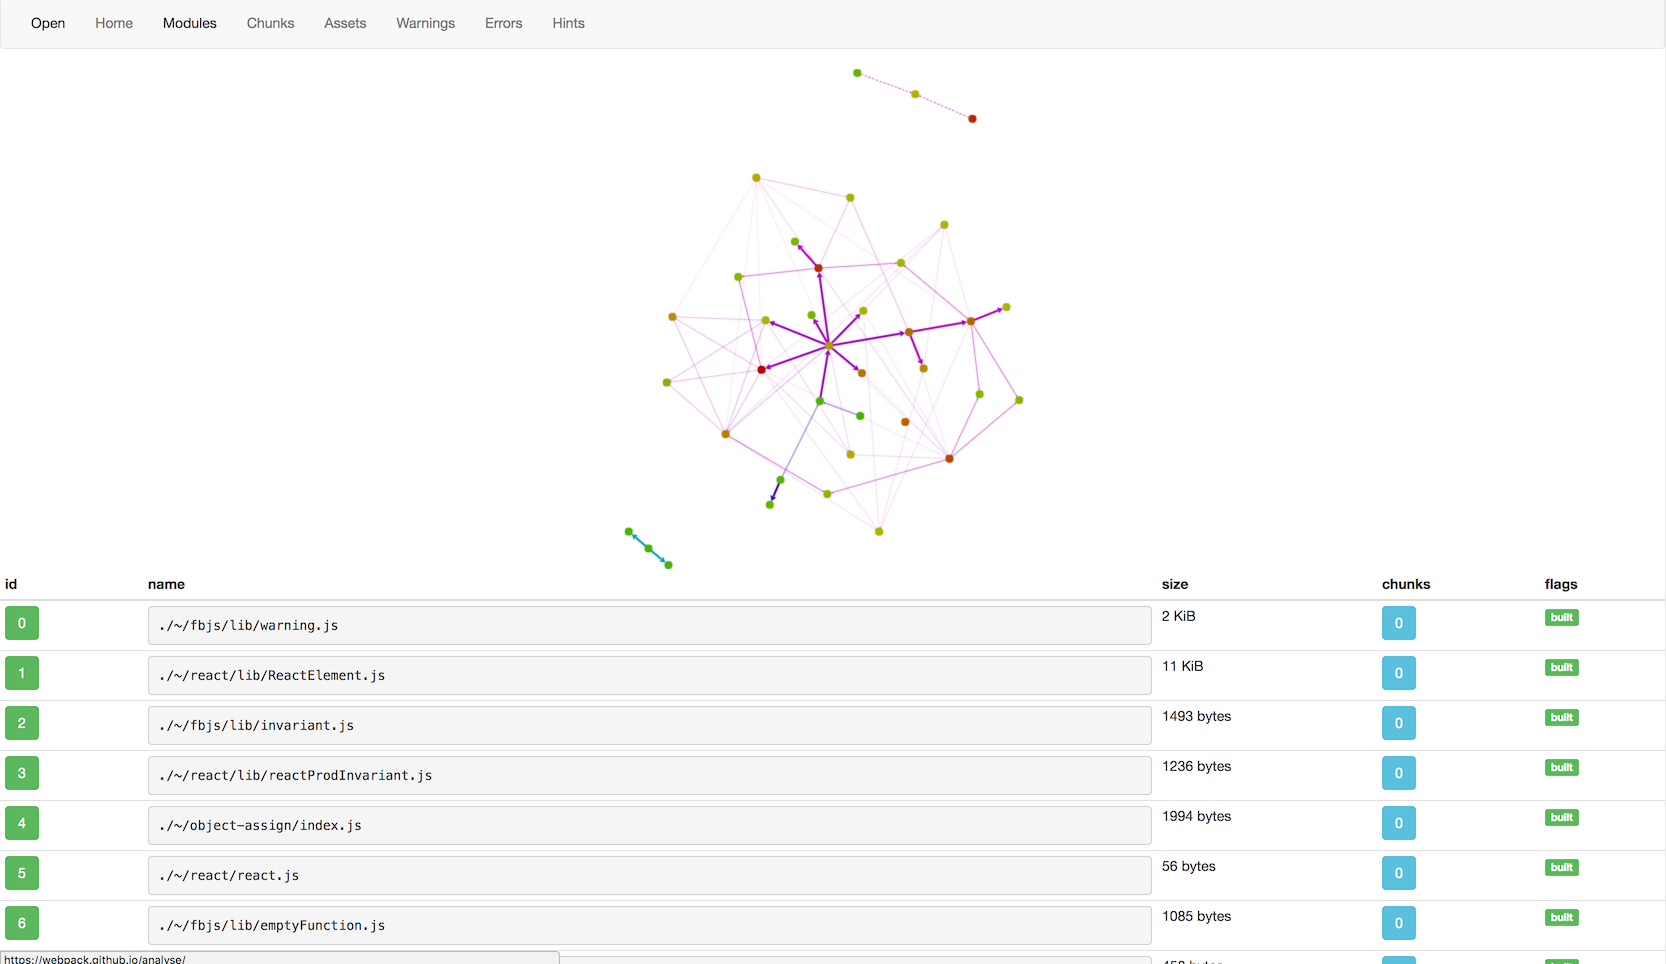 Open Home Modules Chunks Assets Warnings Errors Hints
id name size chunks flags
0 ./~/fbjs/lib/warning.js 2 KiB 0 built
1 ./~/react/lib/ReactElement.js 11 KiB 0 built
2 ./~/fbjs/lib/invariant.js 1493 bytes 0 built
3 ./~/react/lib/reactProdInvariant.js 1236 bytes 0 built
4 ./~/object-assign/index.js 1994 bytes 0 built
5 ./~/react/react.js 56 bytes 0 built
6 ./~/fbjs/lib/emptyFunction.js 1085 bytes 0 built
https://webpack.github.io/analyse/